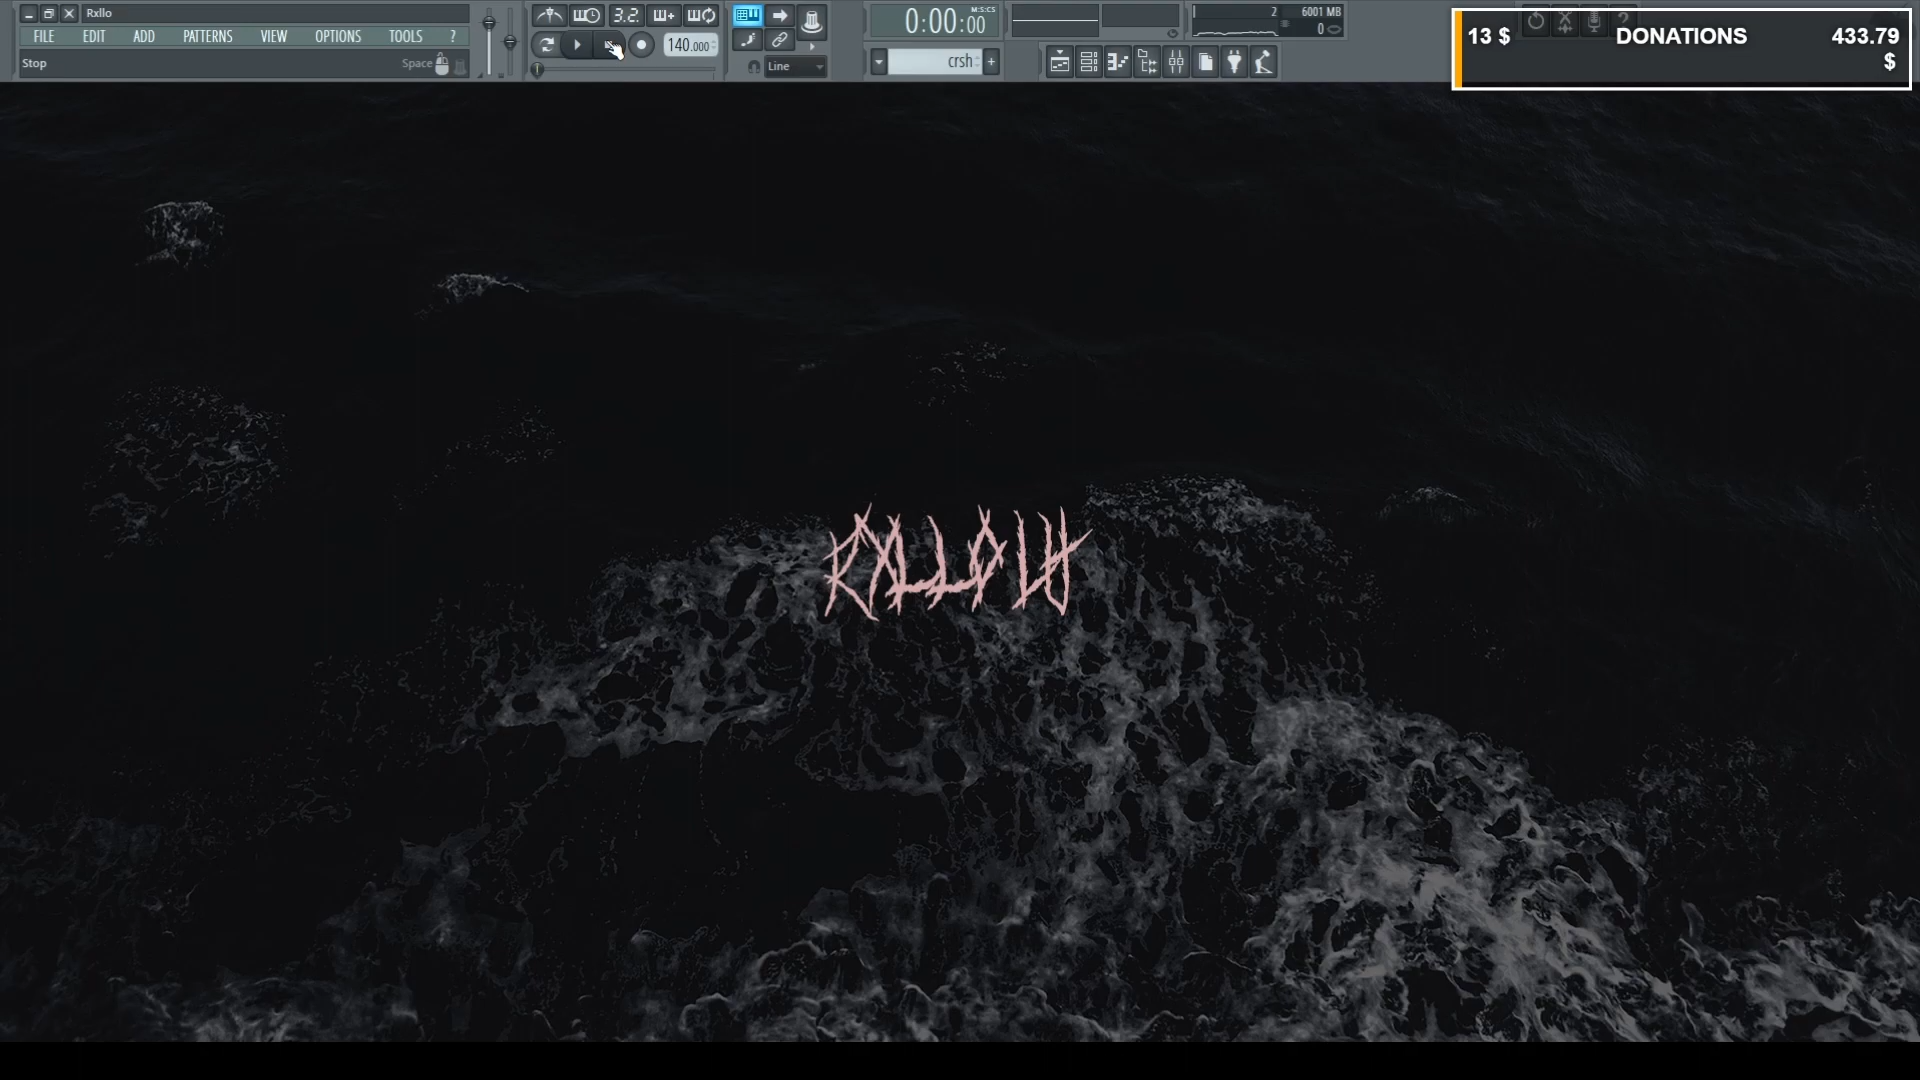 Rxllo
FILE EDIT ADD PATTERNS VIEW OPTIONS TOOLS ?
Stop Space
3.2.
140.000
Line
0:00:00
M:S:CS
crsh
2 6001 MB
0
13 $ DONATIONS 433.79
$
RXLLO